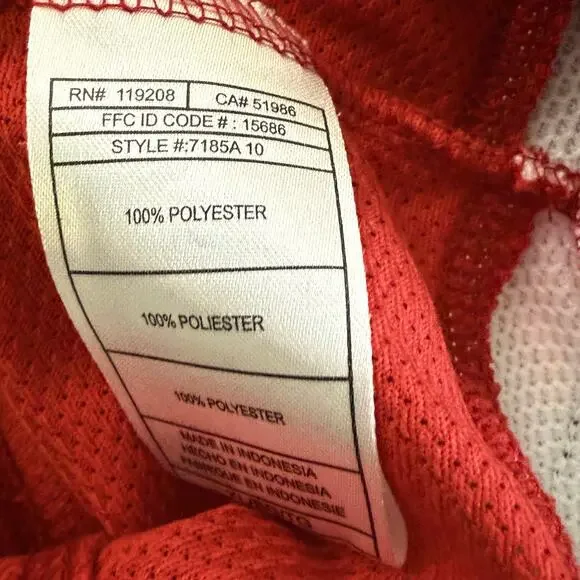 RN# 119208 CA# 51986
FFC ID CODE # : 15686
STYLE #:7185A 10
100% POLYESTER
100% POLIESTER
100% POLYESTER
MADE IN INDONESIA
HECHO EN INDONESIA
FABRIQUE EN INDONESIE